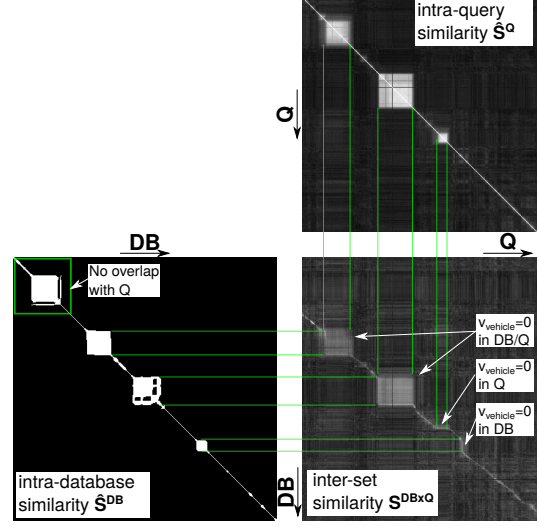 intra-query
similarity Ŝ^Q
Q
DB
Q
No overlap
with Q
v_vehicle=0
in DB/Q
v_vehicle=0
in Q
v_vehicle=0
in DB
intra-database
similarity Ŝ^DB
DB
inter-set
similarity S^DBxQ